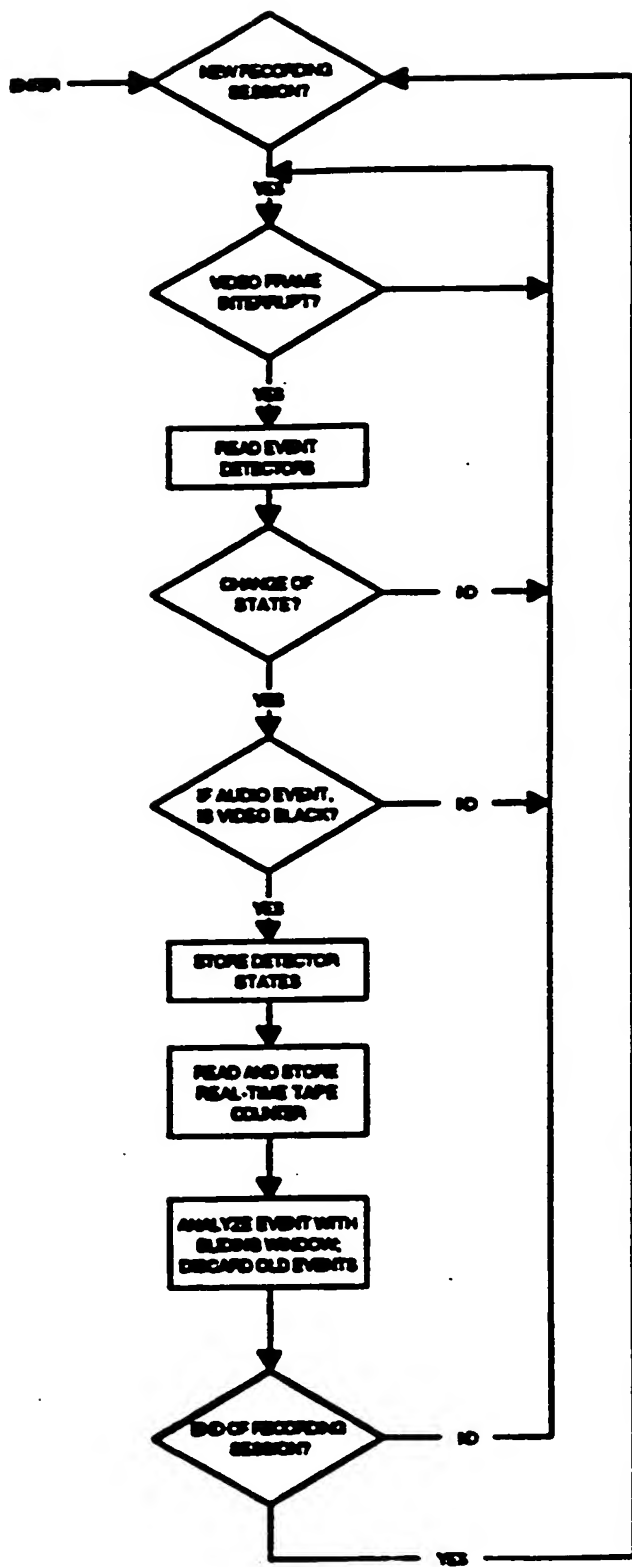 ENTER
NEW RECORDING
SESSION?
YES
VIDEO FRAME
INTERRUPT?
YES
READ EVENT
DETECTORS
CHANGE OF
STATE?
NO
YES
IF AUDIO EVENT,
IS VIDEO BLACK?
NO
YES
STORE DETECTOR
STATES
READ AND STORE
REAL-TIME TAPE
COUNTER
ANALYZE EVENT WITH
SLIDING WINDOW;
DISCARD OLD EVENTS
END OF RECORDING
SESSION?
NO
YES